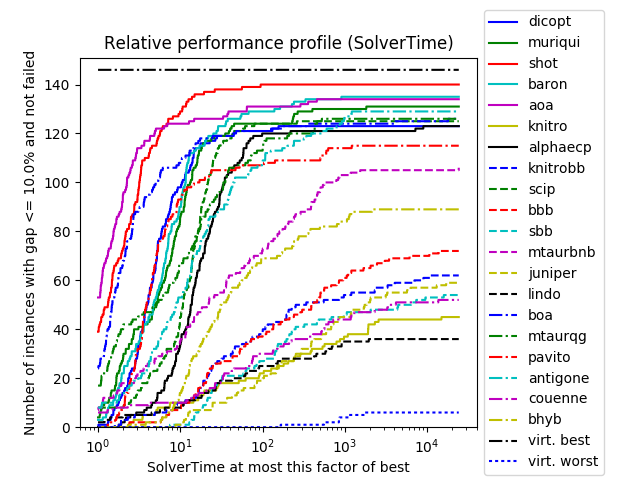 Relative performance profile (SolverTime)
Number of instances with gap <= 10.0% and not failed
140
120
100
80
60
40
20
0
10^0
10^1
10^2
10^3
10^4
SolverTime at most this factor of best
dicopt
muriqui
shot
baron
aoa
knitro
alphaecp
knitrobb
scip
bbb
sbb
mtaurbnb
juniper
lindo
boa
mtaurqg
pavito
antigone
couenne
bhyb
virt. best
virt. worst